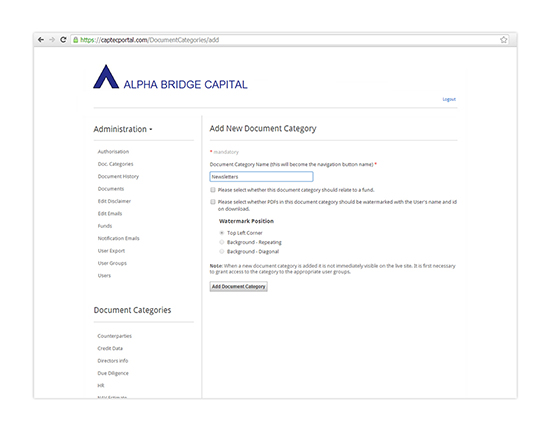 https://captecportal.com/DocumentCategories/add
ALPHA BRIDGE CAPITAL
Logout
Administration
Authorisation
Doc. Categories
Document History
Documents
Edit Disclaimer
Edit Emails
Funds
Notification Emails
User Export
User Groups
Users
Document Categories
Counterparties
Credit Data
Directors Info
Due Diligence
HR
Add New Document Category
* mandatory
Document Category Name (this will become the navigation button name) *
Newsletters
Please select whether this document category should relate to a fund.
Please select whether PDFs in this document category should be watermarked with the User's name and id
on download.
Watermark Position
Top Left Corner
Background - Repeating
Background - Diagonal
Note: When a new document category is added it is not immediately visible on the live site. It is first necessary
to grant access to the category to the appropriate user groups.
Add Document Category